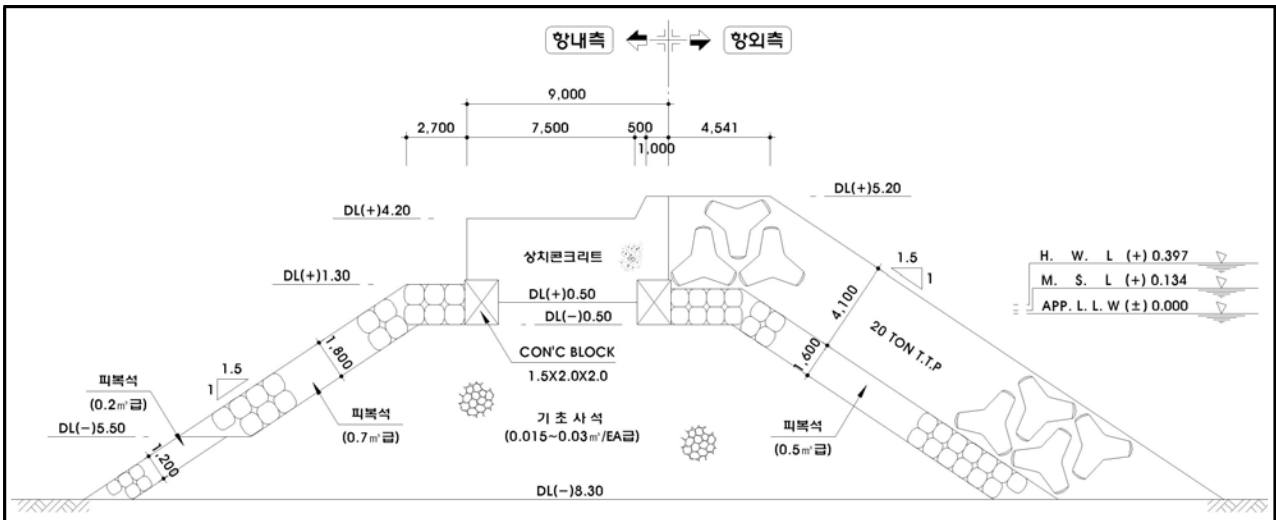 항내측
항외측
9,000
2,700
7,500
500
4,541
1,000
DL(+)5.20
DL(+)4.20
상치콘크리트
1.5
1
H. W. L (+) 0.397
M. S. L (+) 0.134
APP. L. L. W (±) 0.000
DL(+)1.30
DL(+)0.50
DL(−)0.50
4,100
20 TON T.T.P
1,600
CON'C BLOCK
1.5X2.0X2.0
1.5
1
1,800
피복석
(0.2㎥급)
피복석
(0.7㎥급)
기 초 사 석
(0.015~0.03㎥/EA급)
피복석
(0.5㎥급)
DL(−)5.50
1,200
DL(−)8.30